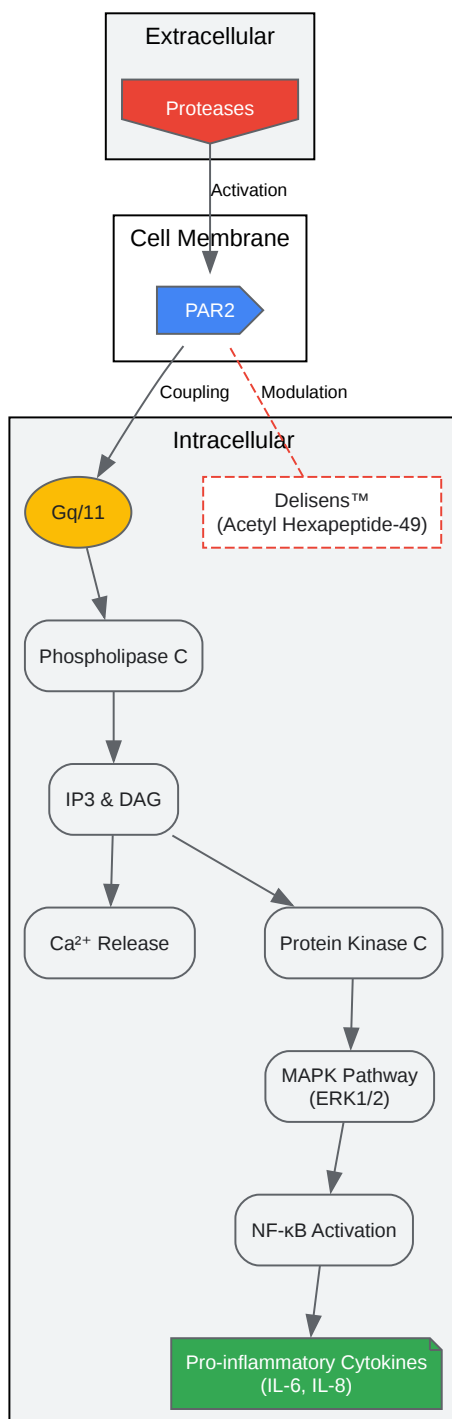 Extracellular
Proteases
Activation
Cell Membrane
PAR2
Coupling
Modulation
Intracellular
Gq/11
Delisens™
(Acetyl Hexapeptide-49)
Phospholipase C
IP3 & DAG
Ca²⁺ Release
Protein Kinase C
MAPK Pathway
(ERK1/2)
NF-κB Activation
Pro-inflammatory Cytokines
(IL-6, IL-8)